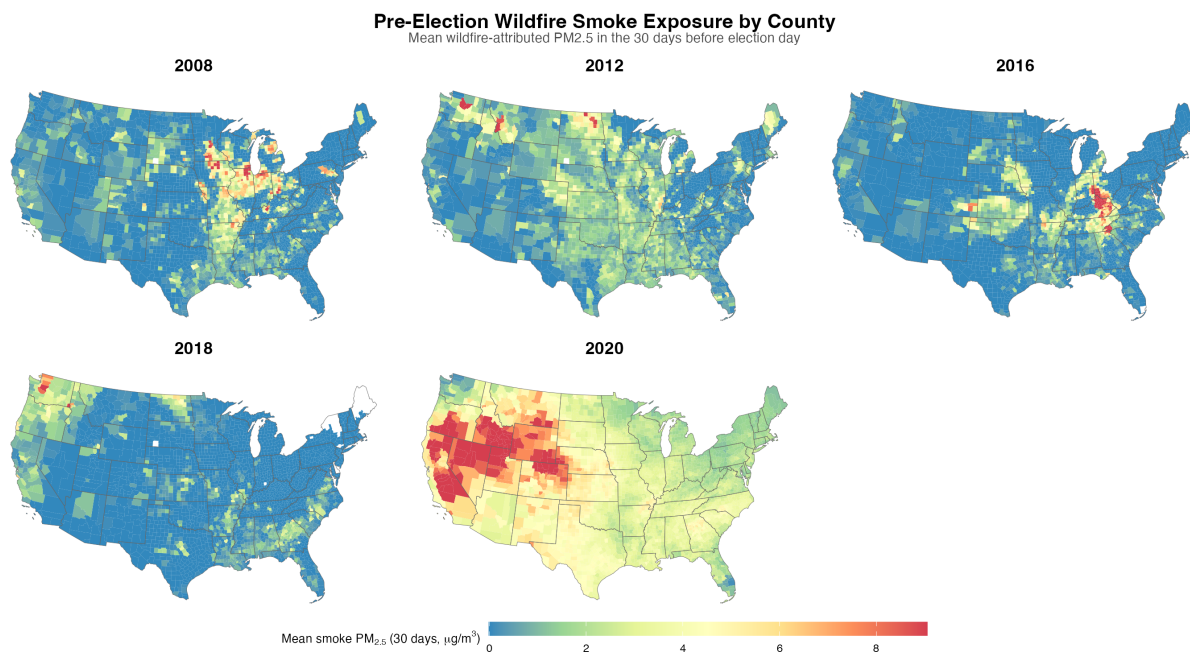 Pre-Election Wildfire Smoke Exposure by County
Mean wildfire-attributed PM2.5 in the 30 days before election day
2008
2012
2016
2018
2020
Mean smoke PM₂.₅ (30 days, μg/m³)
0 2 4 6 8